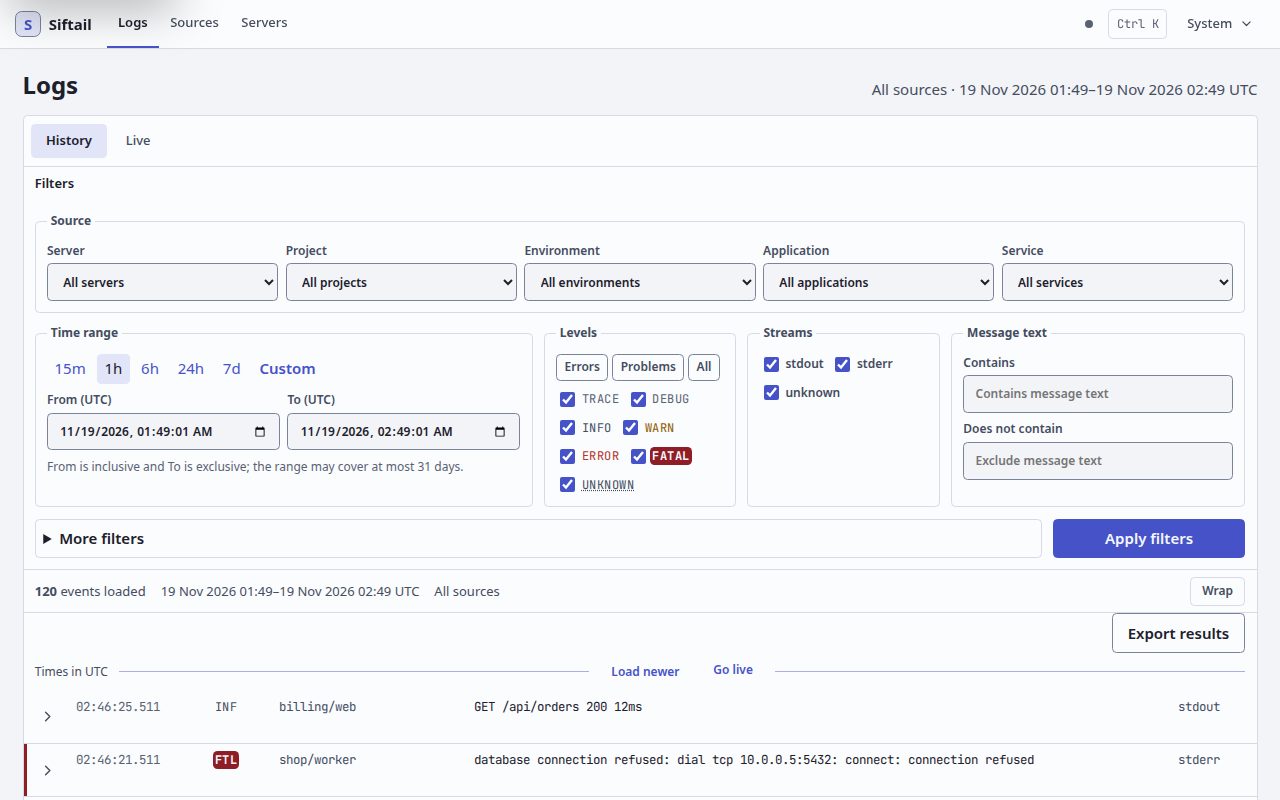 S Siftail Logs Sources Servers Ctrl K System
Logs
All sources · 19 Nov 2026 01:49–19 Nov 2026 02:49 UTC
History Live
Filters
Source
Server Project Environment Application Service
All servers All projects All environments All applications All services
Time range
15m 1h 6h 24h 7d Custom
From (UTC) To (UTC)
11/19/2026, 01:49:01 AM 11/19/2026, 02:49:01 AM
From is inclusive and To is exclusive; the range may cover at most 31 days.
Levels
Errors Problems All
TRACE DEBUG
INFO WARN
ERROR FATAL
UNKNOWN
Streams
stdout stderr
unknown
Message text
Contains
Contains message text
Does not contain
Exclude message text
More filters Apply filters
120 events loaded 19 Nov 2026 01:49–19 Nov 2026 02:49 UTC All sources Wrap
Export results
Times in UTC Load newer Go live
02:46:25.511 INF billing/web GET /api/orders 200 12ms stdout
02:46:21.511 FTL shop/worker database connection refused: dial tcp 10.0.0.5:5432: connect: connection refused stderr